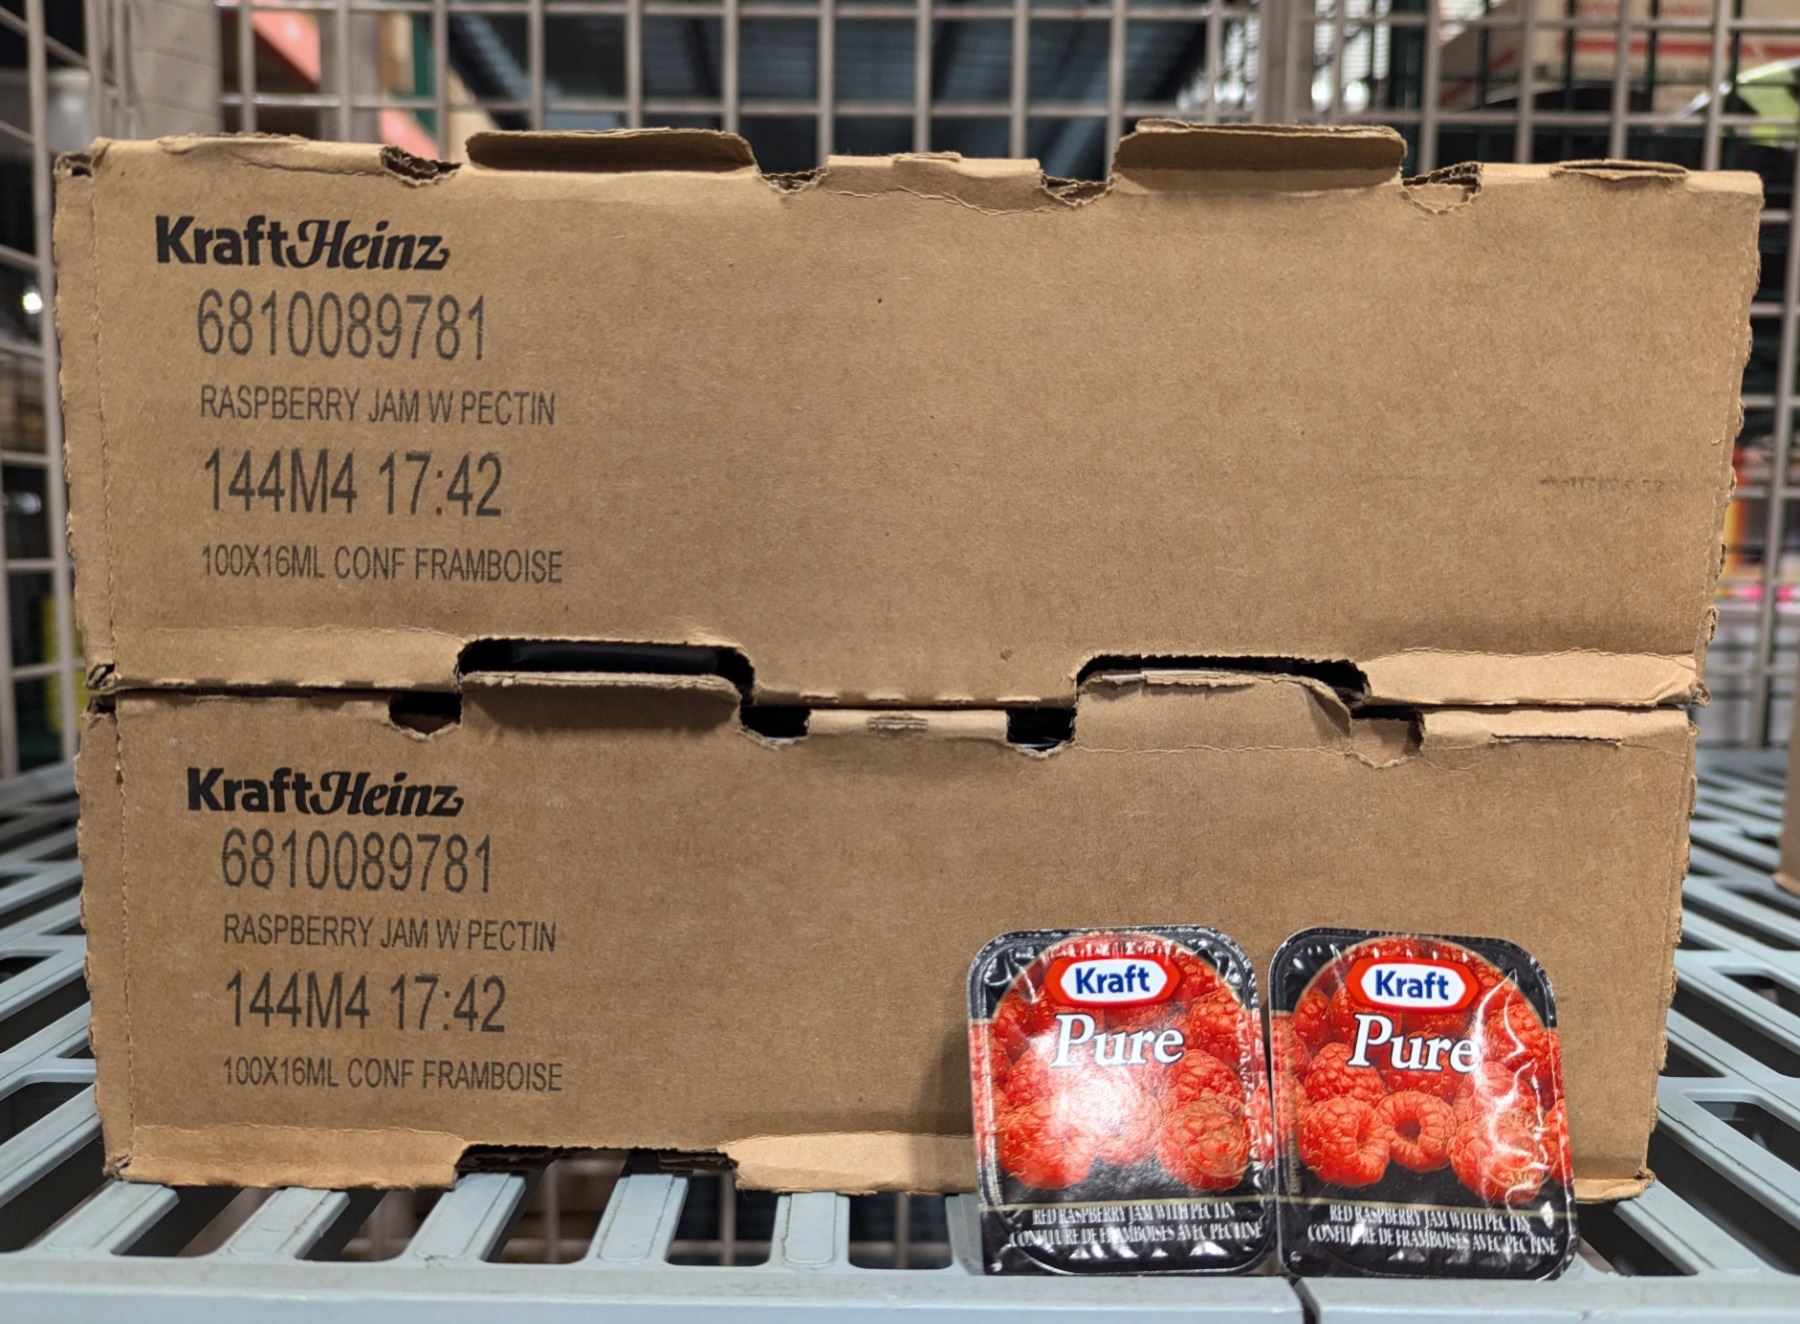 KraftHeinz
6810089781
RASPBERRY JAM W PECTIN
144M4 17:42
100X16ML CONF FRAMBOISE
KraftHeinz
6810089781
RASPBERRY JAM W PECTIN
144M4 17:42
100X16ML CONF FRAMBOISE
Kraft
Pure
RED RASPBERRY JAM WITH PECTIN
CONFITURE DE FRAMBOISES AVEC PECTINE
Kraft
Pure
RED RASPBERRY JAM WITH PECTIN
CONFITURE DE FRAMBOISES AVEC PECTINE